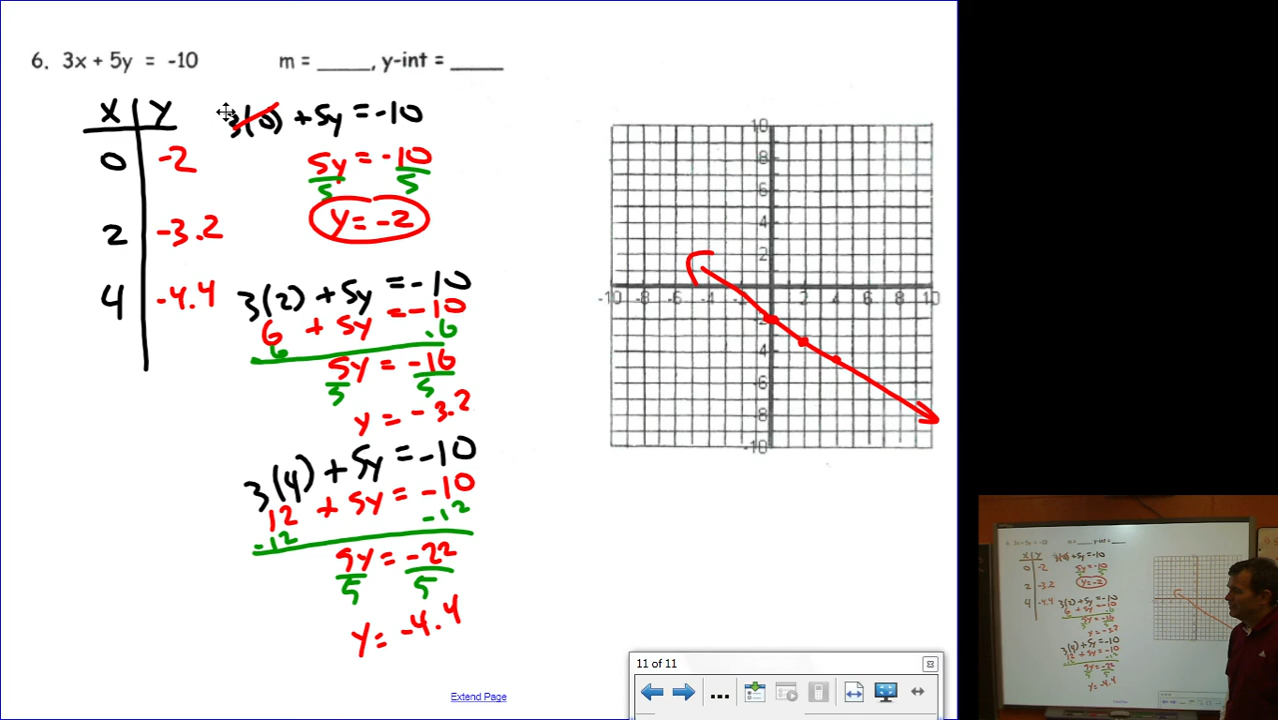 6. 3x + 5y = -10 m = _____, y-int = _____
x | y
0 | -2
2 | -3.2
4 | -4.4
3(0) + 5y = -10
5y = -10
5 5
y = -2
3(2) + 5y = -10
6 + 5y = -10
6 -6
5y = -16
5 5
y = -3.2
3(4) + 5y = -10
12 + 5y = -10
-12 -12
5y = -22
5 5
y = -4.4
10
8
6
4
2
-10 -8 -6 -4 -2 2 4 6 8 10
4
-6
-8
-10
Extend Page
11 of 11